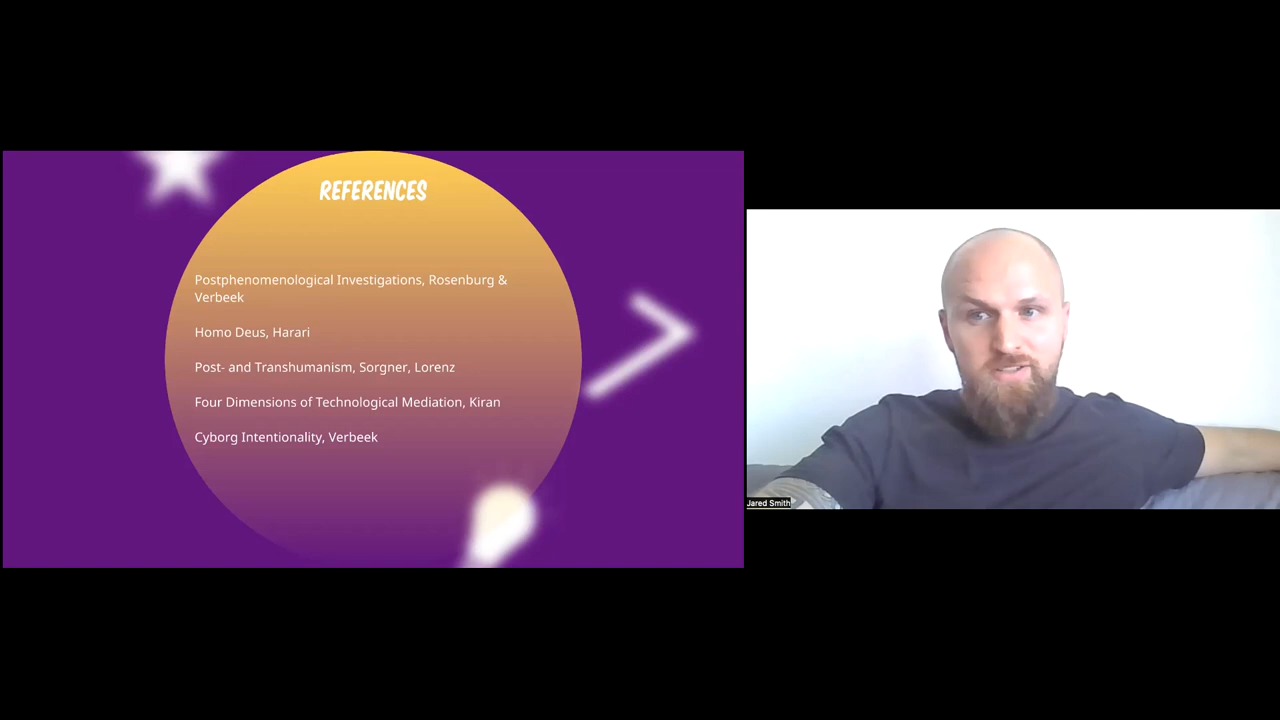 REFERENCES
Postphenomenological Investigations, Rosenburg &
Verbeek
Homo Deus, Harari
Post- and Transhumanism, Sorgner, Lorenz
Four Dimensions of Technological Mediation, Kiran
Cyborg Intentionality, Verbeek
Jared Smith